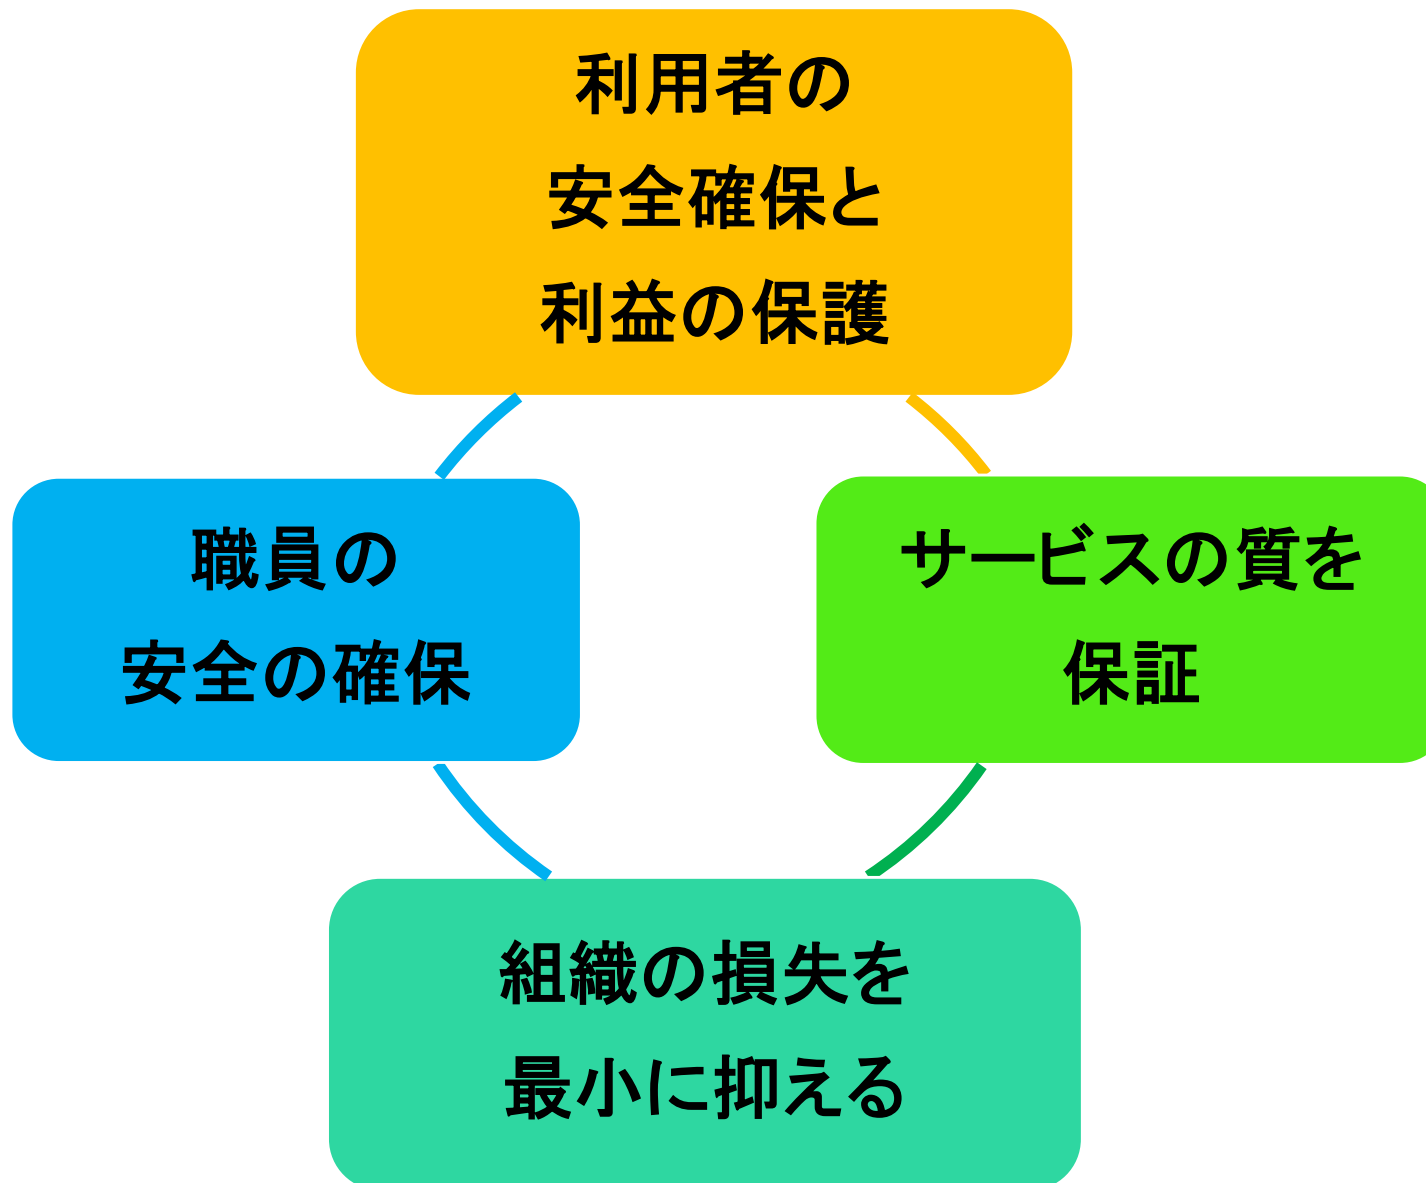 利用者の
安全確保と
利益の保護
職員の
安全の確保
サービスの質を
保証
組織の損失を
最小に抑える